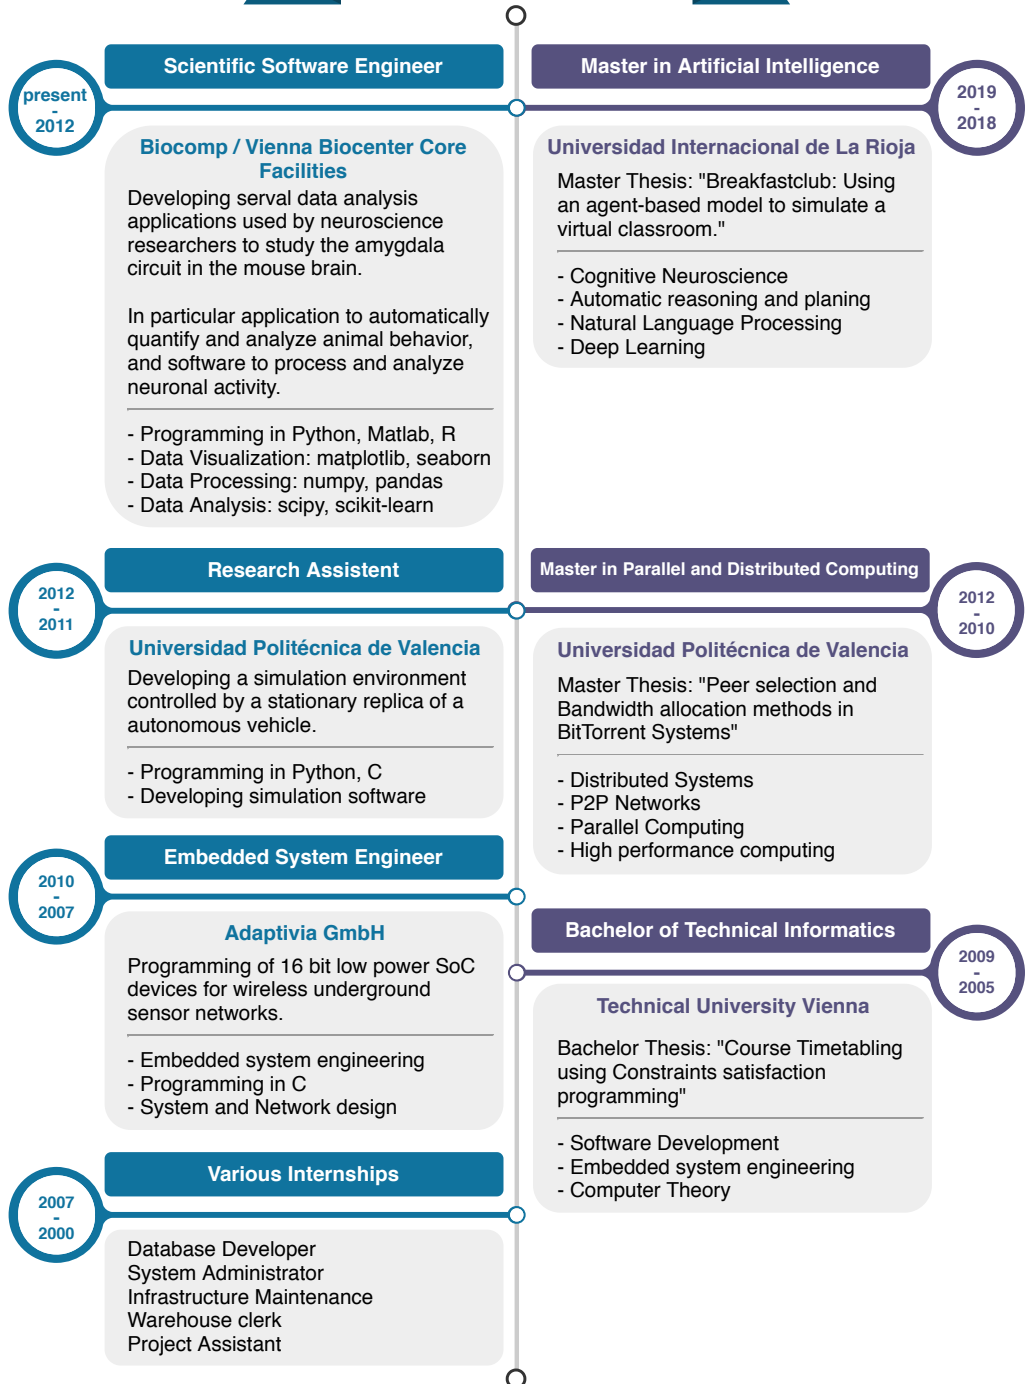 Scientific Software Engineer
present
-
2012
Biocomp / Vienna Biocenter Core
Facilities
Developing serval data analysis
applications used by neuroscience
researchers to study the amygdala
circuit in the mouse brain.
In particular application to automatically
quantify and analyze animal behavior,
and software to process and analyze
neuronal activity.
- Programming in Python, Matlab, R
- Data Visualization: matplotlib, seaborn
- Data Processing: numpy, pandas
- Data Analysis: scipy, scikit-learn
Research Assistent
2012
-
2011
Universidad Politécnica de Valencia
Developing a simulation environment
controlled by a stationary replica of a
autonomous vehicle.
- Programming in Python, C
- Developing simulation software
Embedded System Engineer
2010
-
2007
Adaptivia GmbH
Programming of 16 bit low power SoC
devices for wireless underground
sensor networks.
- Embedded system engineering
- Programming in C
- System and Network design
Various Internships
2007
-
2000
Database Developer
System Administrator
Infrastructure Maintenance
Warehouse clerk
Project Assistant
Master in Artificial Intelligence
2019
-
2018
Universidad Internacional de La Rioja
Master Thesis: "Breakfastclub: Using
an agent-based model to simulate a
virtual classroom."
- Cognitive Neuroscience
- Automatic reasoning and planing
- Natural Language Processing
- Deep Learning
Master in Parallel and Distributed Computing
2012
-
2010
Universidad Politécnica de Valencia
Master Thesis: "Peer selection and
Bandwidth allocation methods in
BitTorrent Systems"
- Distributed Systems
- P2P Networks
- Parallel Computing
- High performance computing
Bachelor of Technical Informatics
2009
-
2005
Technical University Vienna
Bachelor Thesis: "Course Timetabling
using Constraints satisfaction
programming"
- Software Development
- Embedded system engineering
- Computer Theory